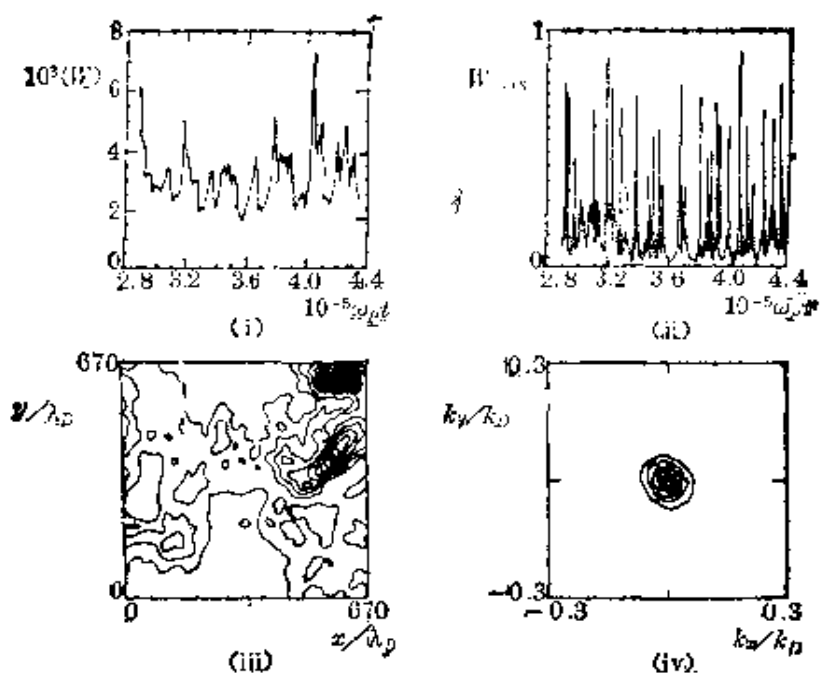 8
10³⟨W⟩
6
4
2
0
2.8 3.2 3.6 4.0 4.4
10⁻⁵ω_p t
(i)
1
0
2.8 3.2 3.6 4.0 4.4
(ii)
670
y/λ_D
0
0 670
x/λ_D
(iii)
0.3
k_y/k_D
-0.3
-0.3 0.3
k_x/k_D
(iv)